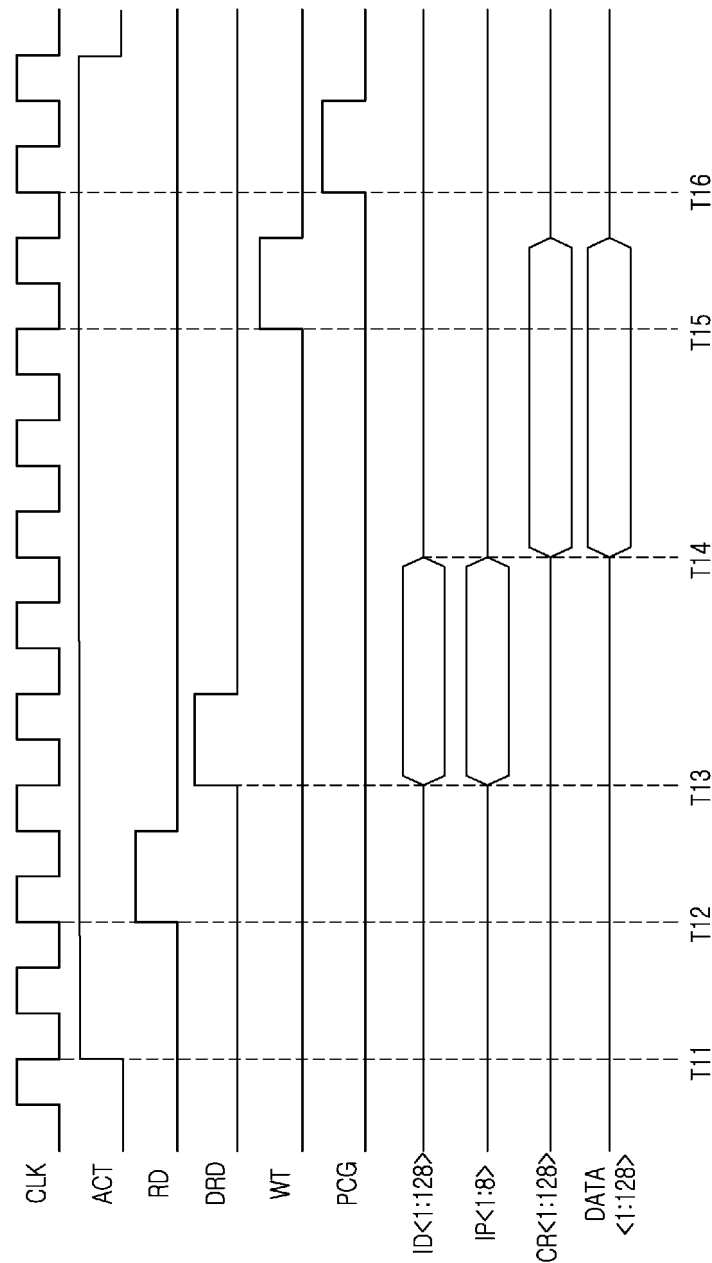 CLK
ACT
RD
DRD
WT
PCG
ID<1:128>
IP<1:8>
CR<1:128>
DATA
<1:128>
T11
T12
T13
T14
T15
T16